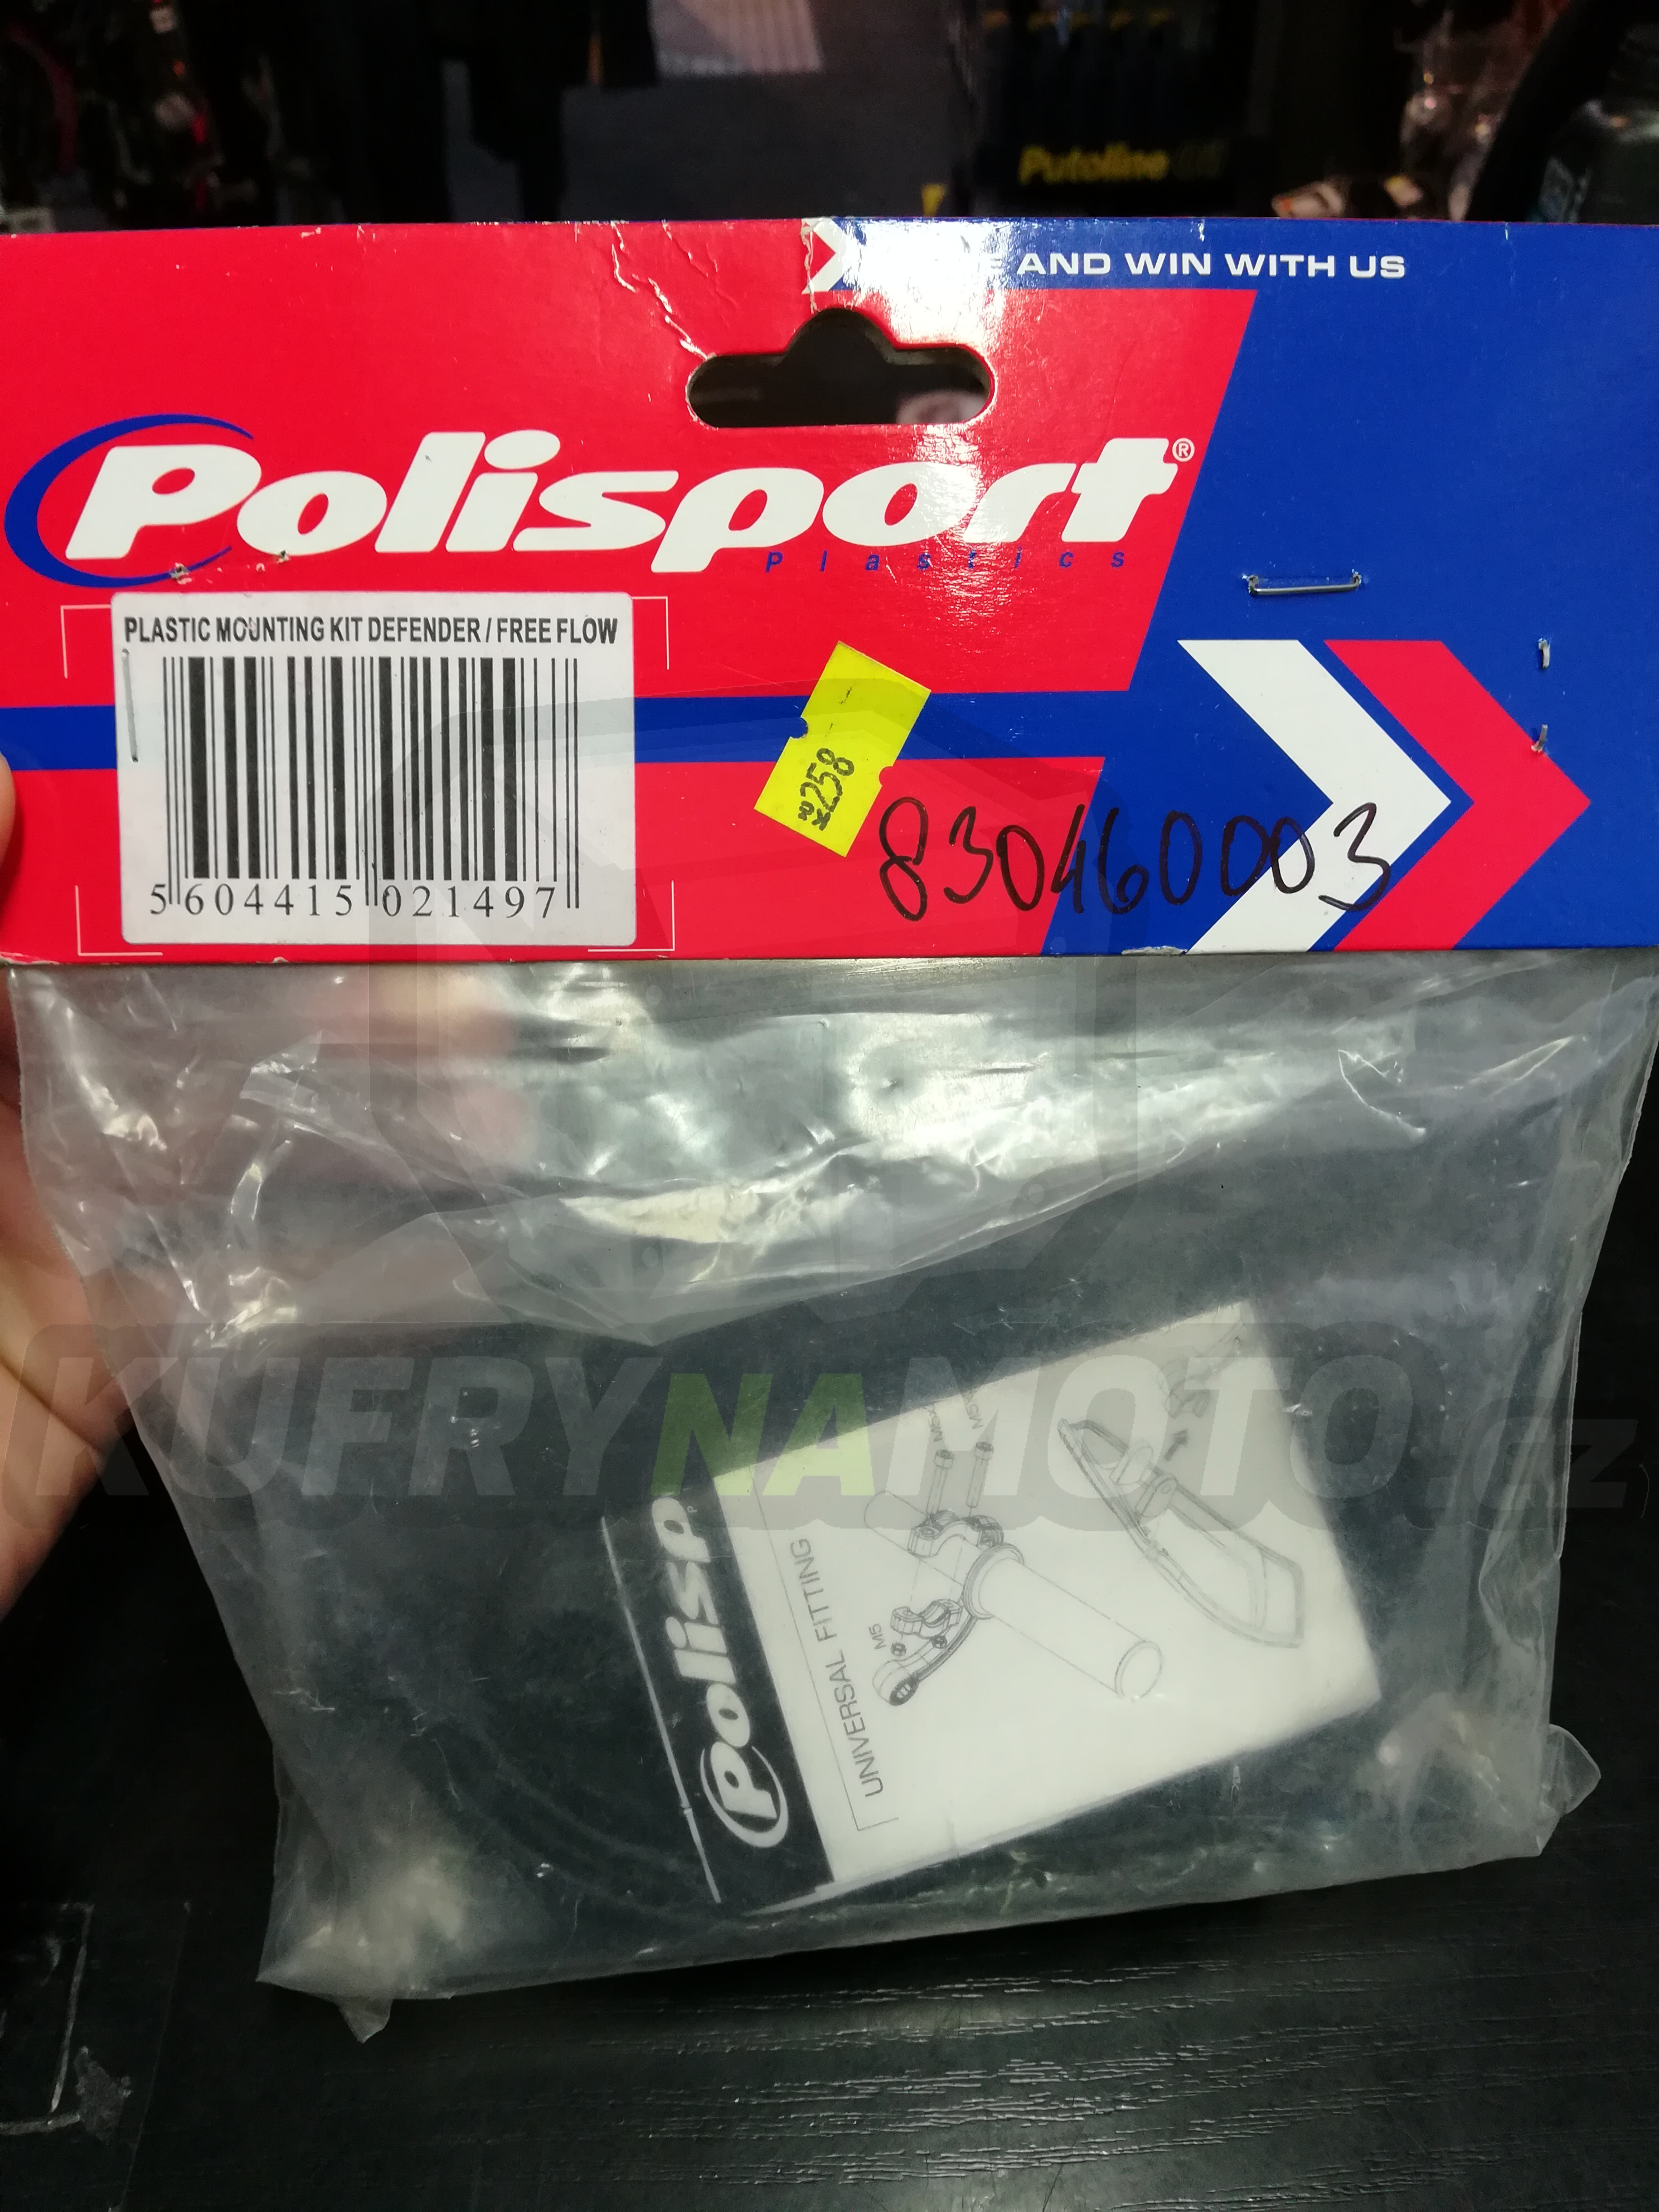 Putoline
AND WIN WITH US
Polisport®
Plastics
PLASTIC MOUNTING KIT DEFENDER / FREE FLOW
5 604415 021497
258
830460003
KUFRYNAMOTO.cz
Polisp
UNIVERSAL FITTING
M5